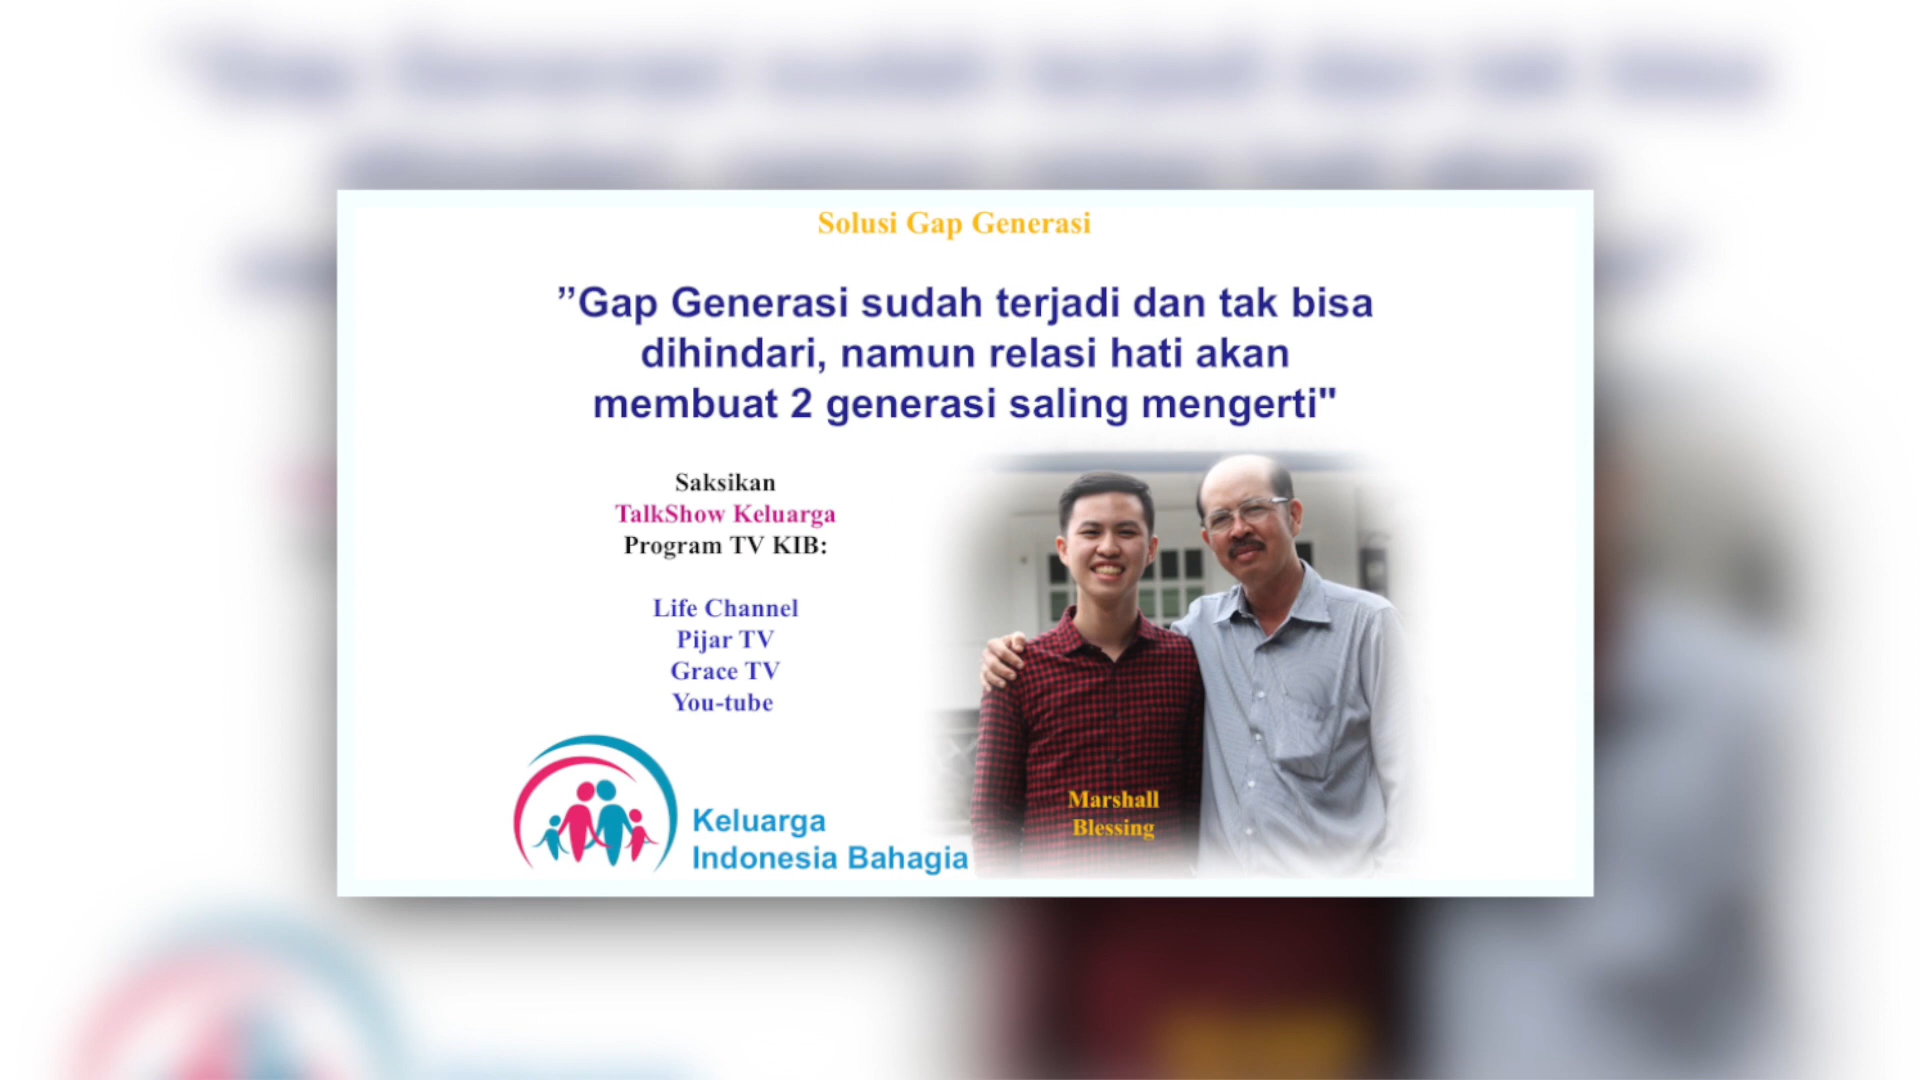 Solusi Gap Generasi
”Gap Generasi sudah terjadi dan tak bisa
dihindari, namun relasi hati akan
membuat 2 generasi saling mengerti"
Saksikan
TalkShow Keluarga
Program TV KIB:
Life Channel
Pijar TV
Grace TV
You-tube
Keluarga
Indonesia Bahagia
Marshall
Blessing